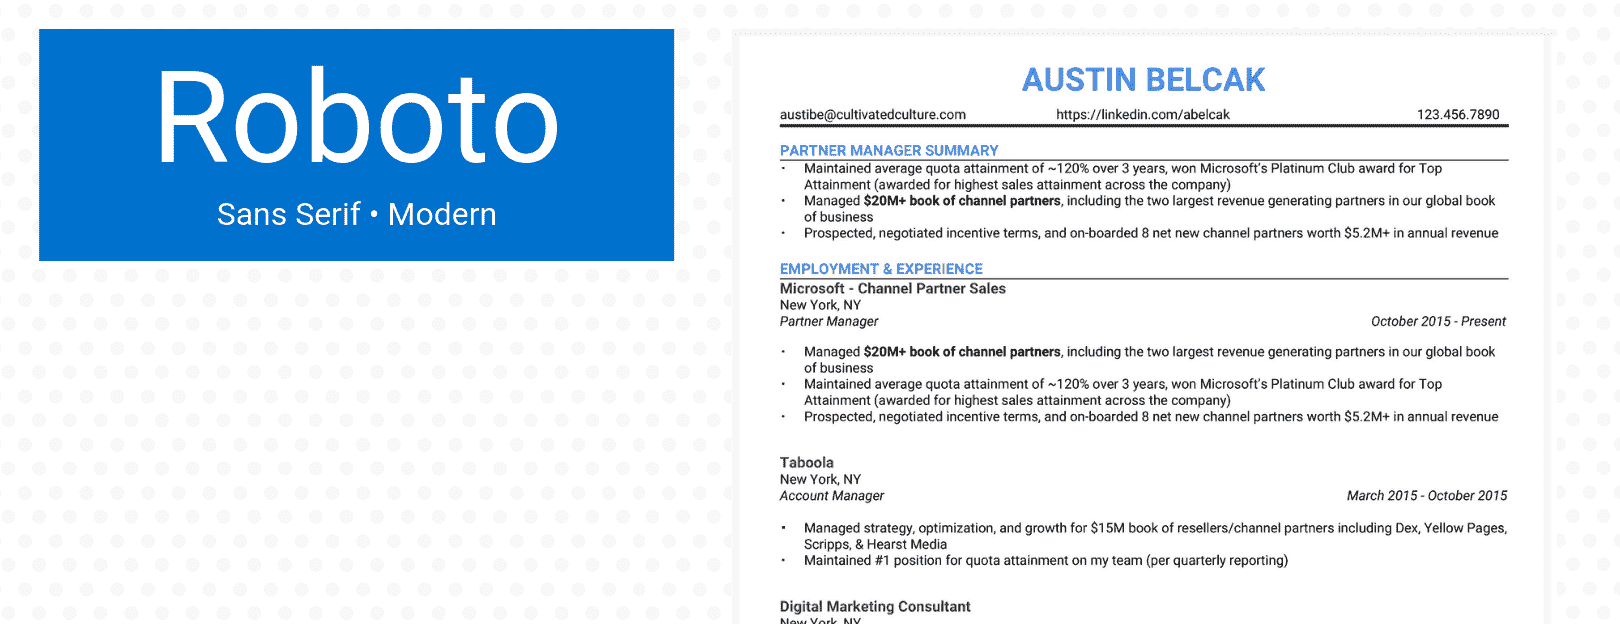 Roboto
Sans Serif • Modern
AUSTIN BELCAK
austibe@cultivatedculture.com https://linkedin.com/abelcak 123.456.7890
PARTNER MANAGER SUMMARY
· Maintained average quota attainment of ~120% over 3 years, won Microsoft's Platinum Club award for Top
Attainment (awarded for highest sales attainment across the company)
· Managed $20M+ book of channel partners, including the two largest revenue generating partners in our global book
of business
· Prospected, negotiated incentive terms, and on-boarded 8 net new channel partners worth $5.2M+ in annual revenue
EMPLOYMENT & EXPERIENCE
Microsoft - Channel Partner Sales
New York, NY
Partner Manager October 2015 - Present
· Managed $20M+ book of channel partners, including the two largest revenue generating partners in our global book
of business
· Maintained average quota attainment of ~120% over 3 years, won Microsoft's Platinum Club award for Top
Attainment (awarded for highest sales attainment across the company)
· Prospected, negotiated incentive terms, and on-boarded 8 net new channel partners worth $5.2M+ in annual revenue
Taboola
New York, NY
Account Manager March 2015 - October 2015
· Managed strategy, optimization, and growth for $15M book of resellers/channel partners including Dex, Yellow Pages,
Scripps, & Hearst Media
· Maintained #1 position for quota attainment on my team (per quarterly reporting)
Digital Marketing Consultant
New York, NY